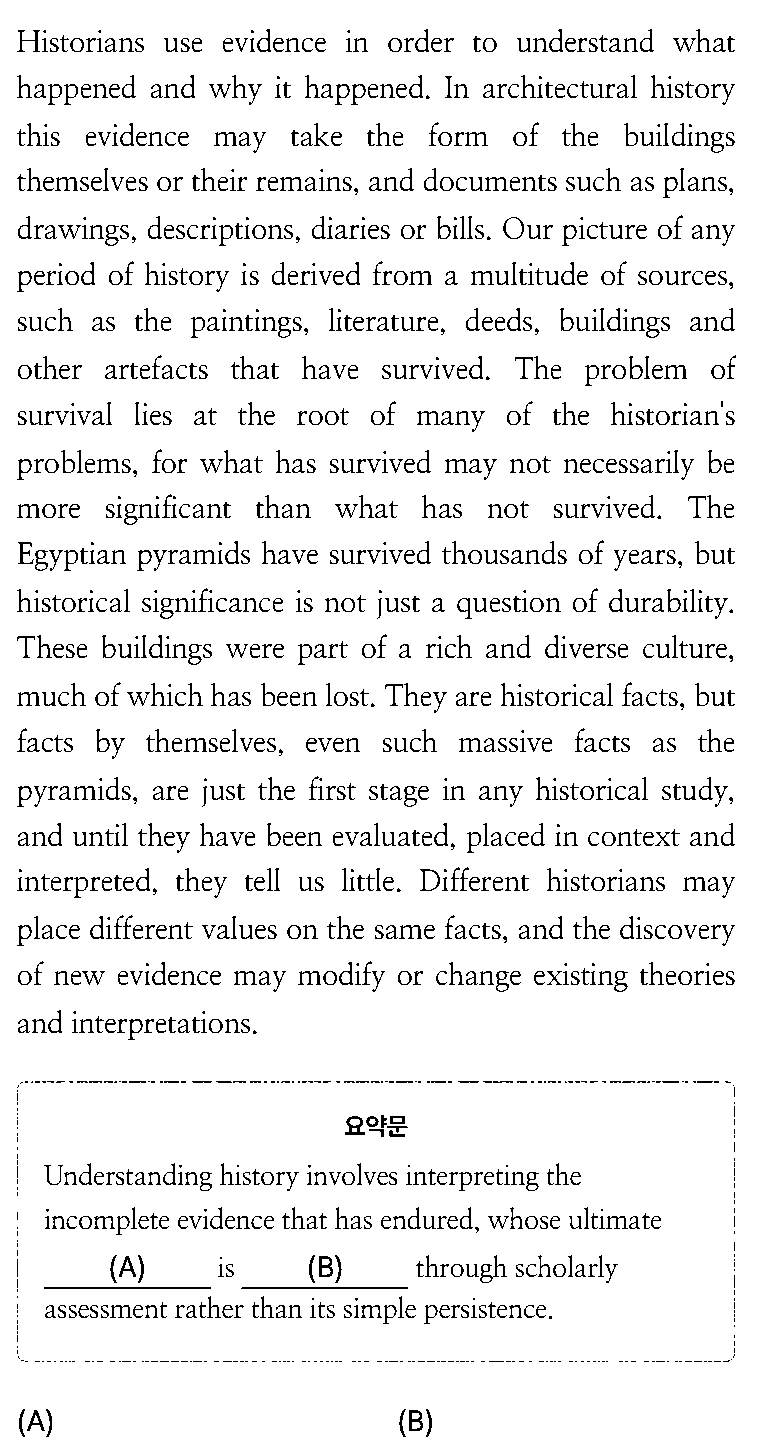 Historians use evidence in order to understand what
happened and why it happened. In architectural history
this evidence may take the form of the buildings
themselves or their remains, and documents such as plans,
drawings, descriptions, diaries or bills. Our picture of any
period of history is derived from a multitude of sources,
such as the paintings, literature, deeds, buildings and
other artefacts that have survived. The problem of
survival lies at the root of many of the historian's
problems, for what has survived may not necessarily be
more significant than what has not survived. The
Egyptian pyramids have survived thousands of years, but
historical significance is not just a question of durability.
These buildings were part of a rich and diverse culture,
much of which has been lost. They are historical facts, but
facts by themselves, even such massive facts as the
pyramids, are just the first stage in any historical study,
and until they have been evaluated, placed in context and
interpreted, they tell us little. Different historians may
place different values on the same facts, and the discovery
of new evidence may modify or change existing theories
and interpretations.
요약문
Understanding history involves interpreting the
incomplete evidence that has endured, whose ultimate
(A) is (B) through scholarly
assessment rather than its simple persistence.
(A) (B)